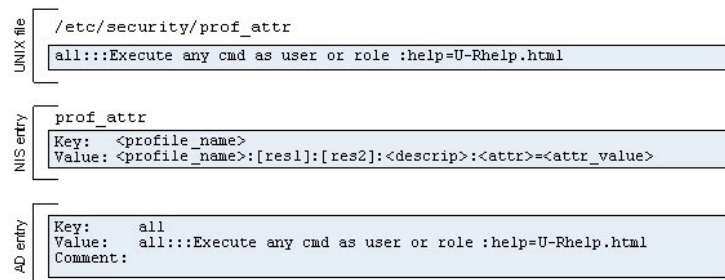 UNIX file
/etc/security/prof_attr
all:::Execute any cmd as user or role :help=U-Rhelp.html
NIS entry
prof_attr
Key: <profile_name>
Value: <profile_name>:[res1]:[res2]:<descrip>:<attr>=<attr_value>
AD entry
Key: all
Value: all:::Execute any cmd as user or role :help=U-Rhelp.html
Comment: